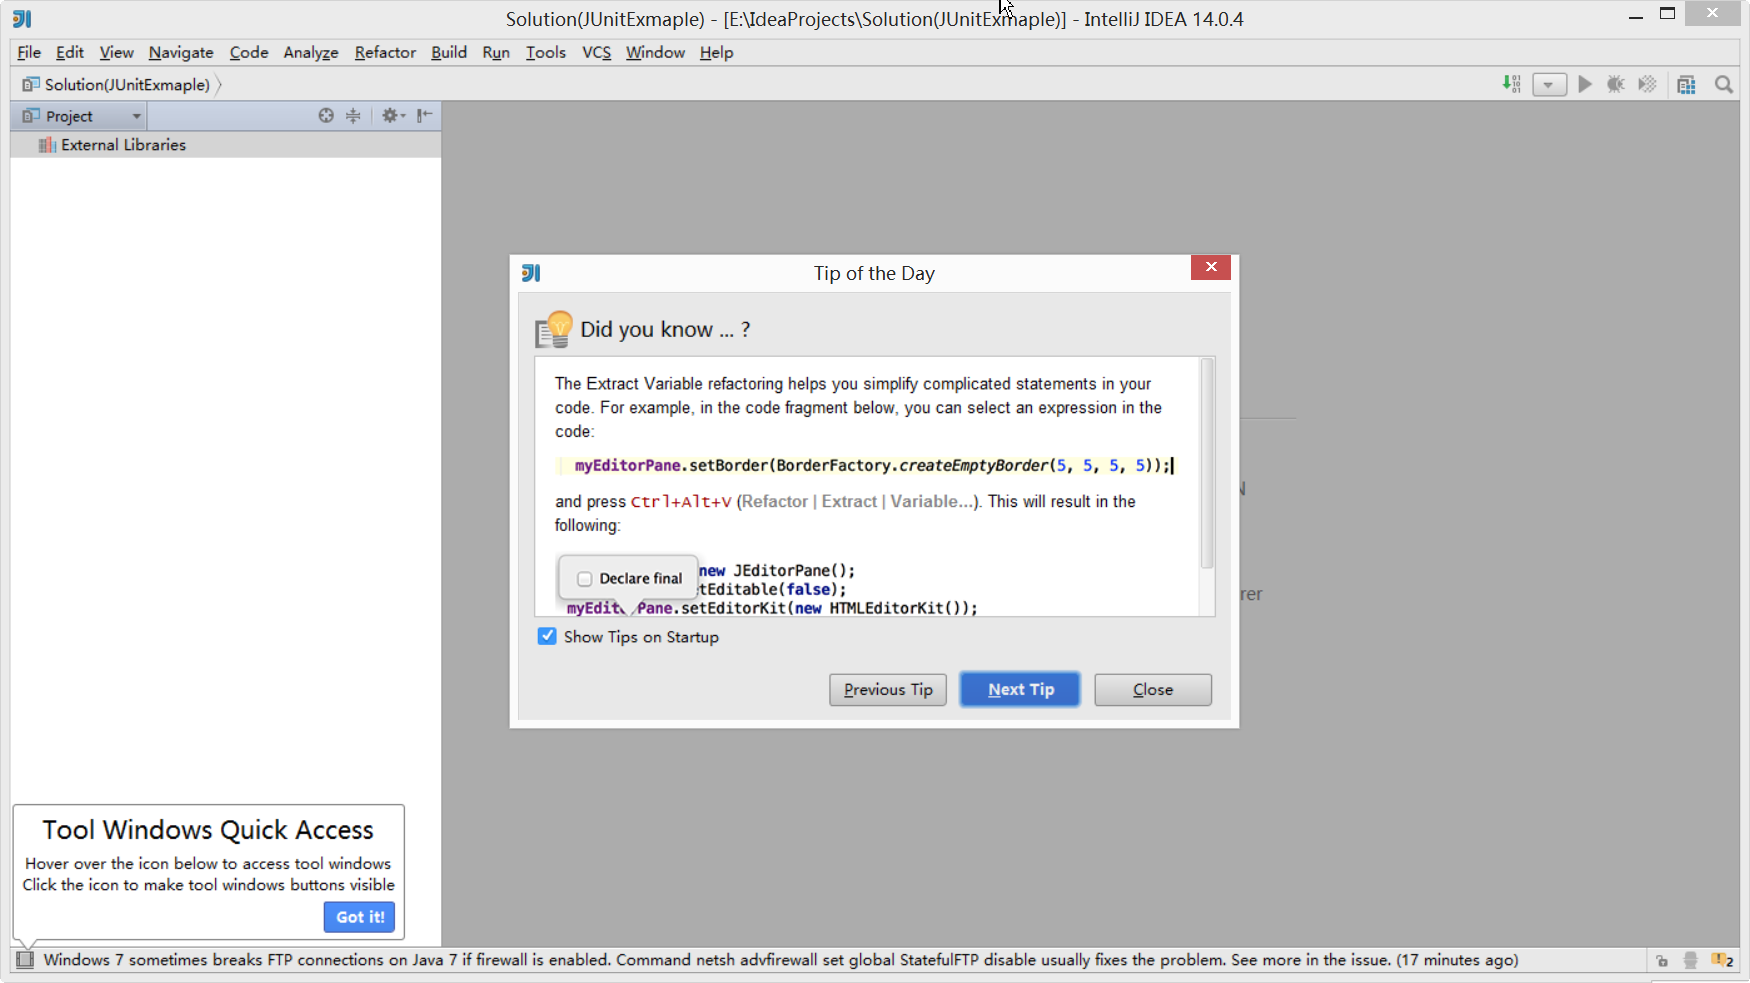 Solution(JUnitExmaple) - [E:\IdeaProjects\Solution(JUnitExmaple)] - IntelliJ IDEA 14.0.4
File Edit View Navigate Code Analyze Refactor Build Run Tools VCS Window Help
Solution(JUnitExmaple)
Project
External Libraries
Tip of the Day
Did you know ... ?
The Extract Variable refactoring helps you simplify complicated statements in your
code. For example, in the code fragment below, you can select an expression in the
code:
myEditorPane.setBorder(BorderFactory.createEmptyBorder(5, 5, 5, 5));
and press Ctrl+Alt+V (Refactor | Extract | Variable...). This will result in the
following:
new JEditorPane();
Declare final
tEditable(false);
myEdit Pane.setEditorKit(new HTMLEditorKit());
Show Tips on Startup
Previous Tip Next Tip Close
N
rer
Tool Windows Quick Access
Hover over the icon below to access tool windows
Click the icon to make tool windows buttons visible
Got it!
Windows 7 sometimes breaks FTP connections on Java 7 if firewall is enabled. Command netsh advfirewall set global StatefulFTP disable usually fixes the problem. See more in the issue. (17 minutes ago)
2